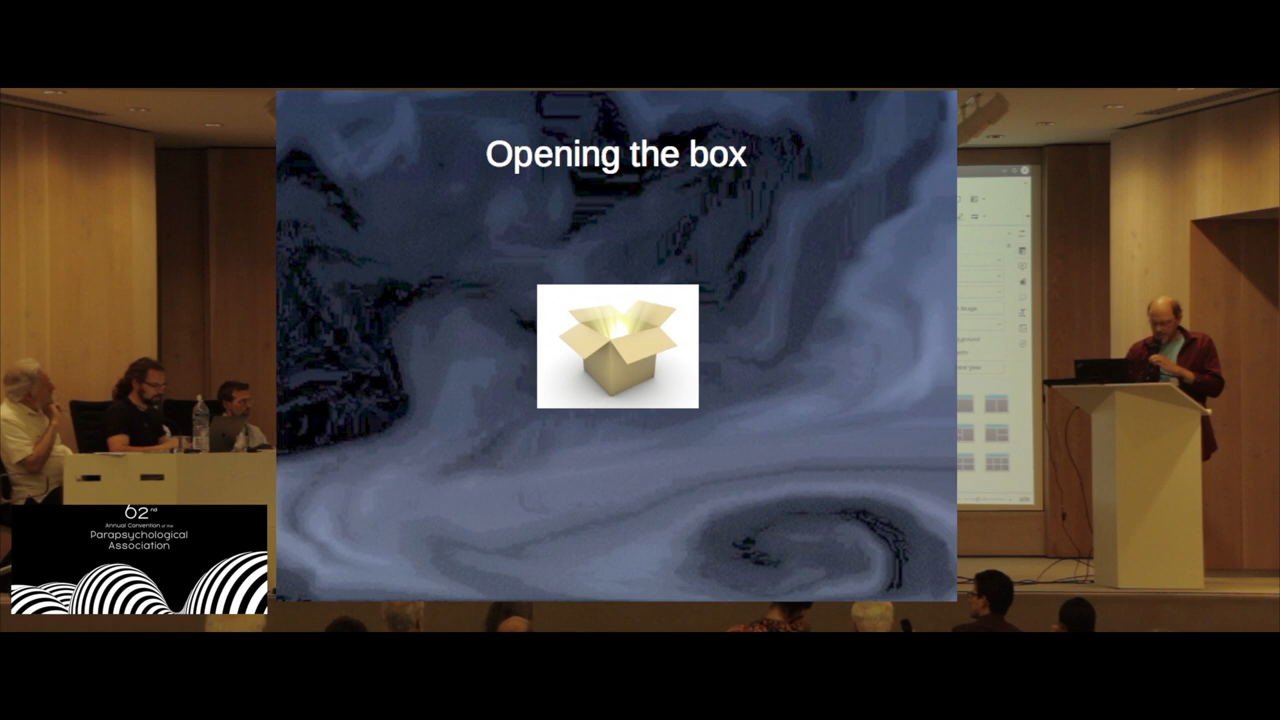 Opening the box
62nd
Annual Convention of the
Parapsychological
Association